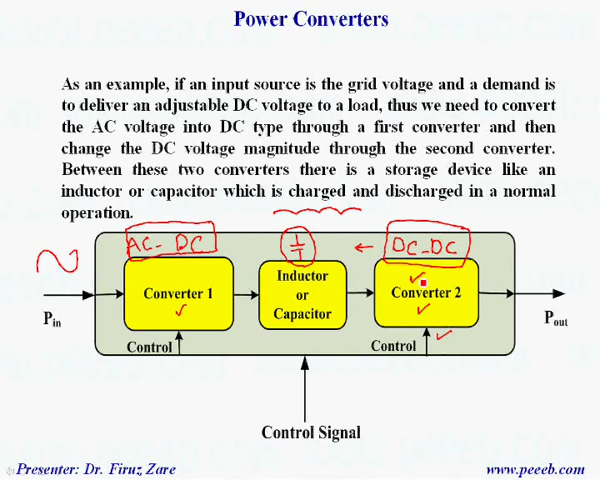 Power Converters
As an example, if an input source is the grid voltage and a demand is
to deliver an adjustable DC voltage to a load, thus we need to convert
the AC voltage into DC type through a first converter and then
change the DC voltage magnitude through the second converter.
Between these two converters there is a storage device like an
inductor or capacitor which is charged and discharged in a normal
operation.
AC- DC
DC-DC
Converter 1
Inductor
or
Capacitor
Converter 2
Pin
Pout
Control
Control
Control Signal
Presenter: Dr. Firuz Zare
www.peeeb.com